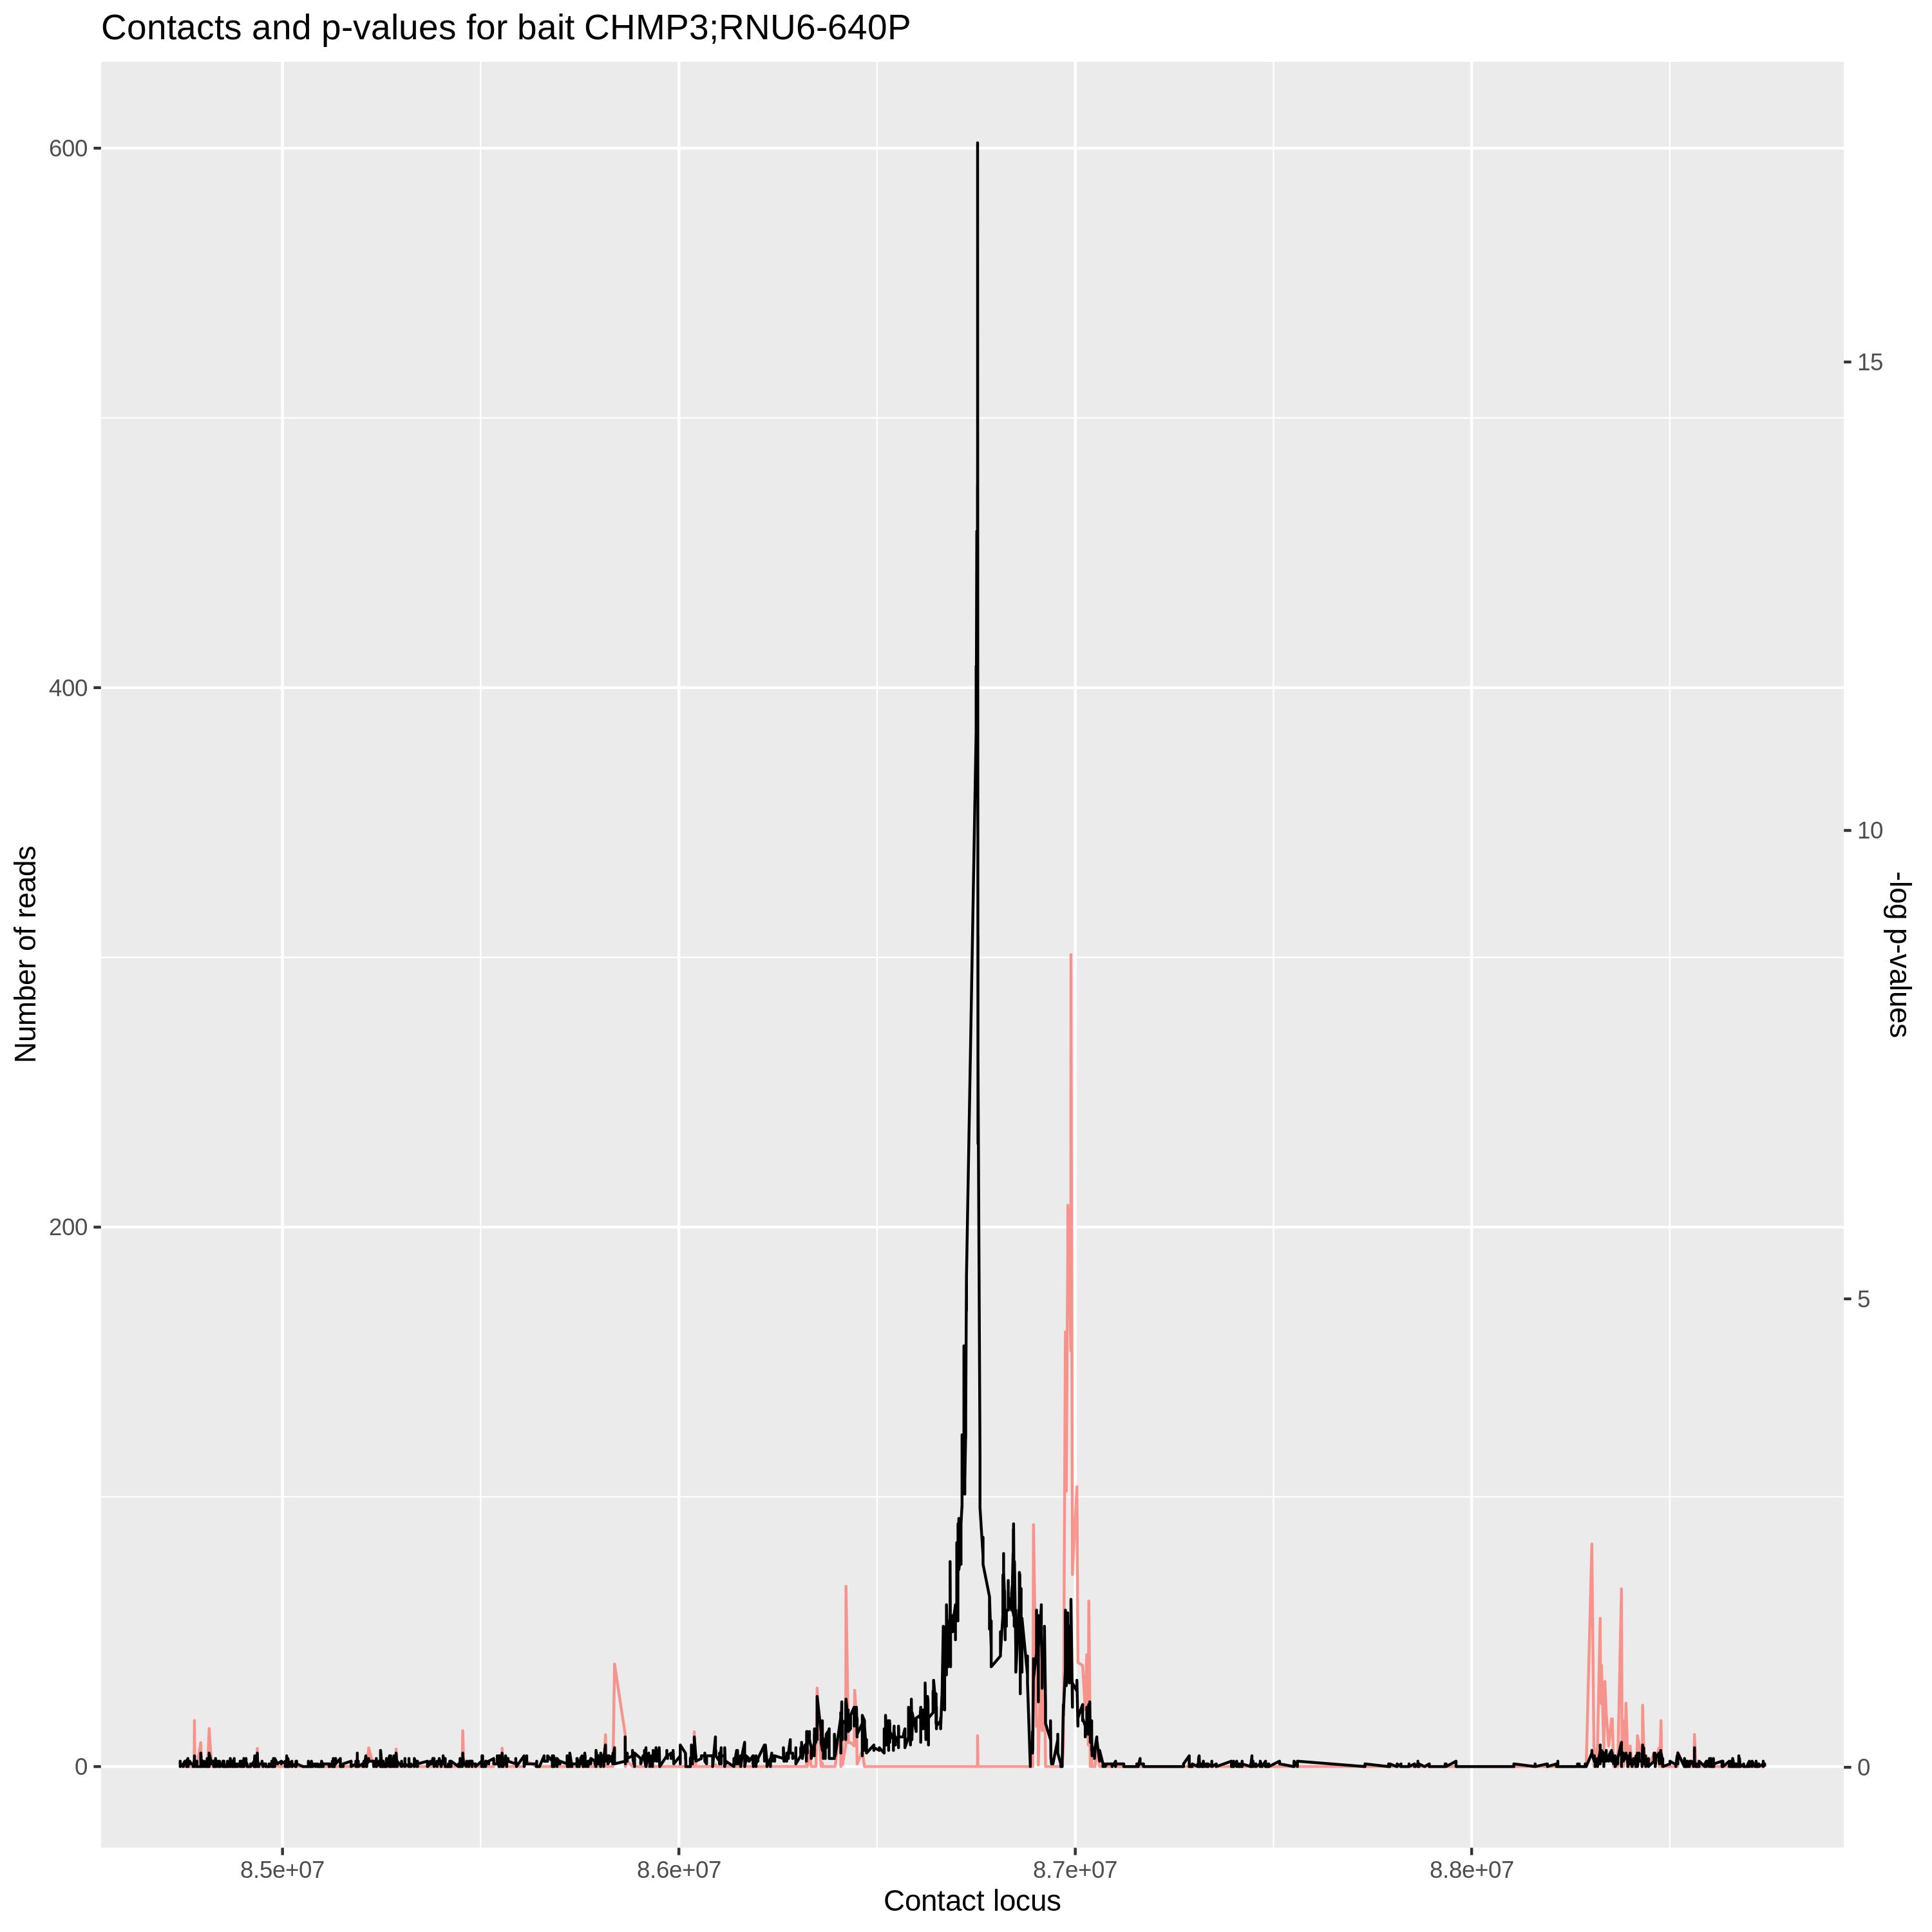 Contacts and p-values for bait CHMP3;RNU6-640P
600
400
200
0
Number of reads
15
10
5
0
-log p-values
8.5e+07
8.6e+07
8.7e+07
8.8e+07
Contact locus